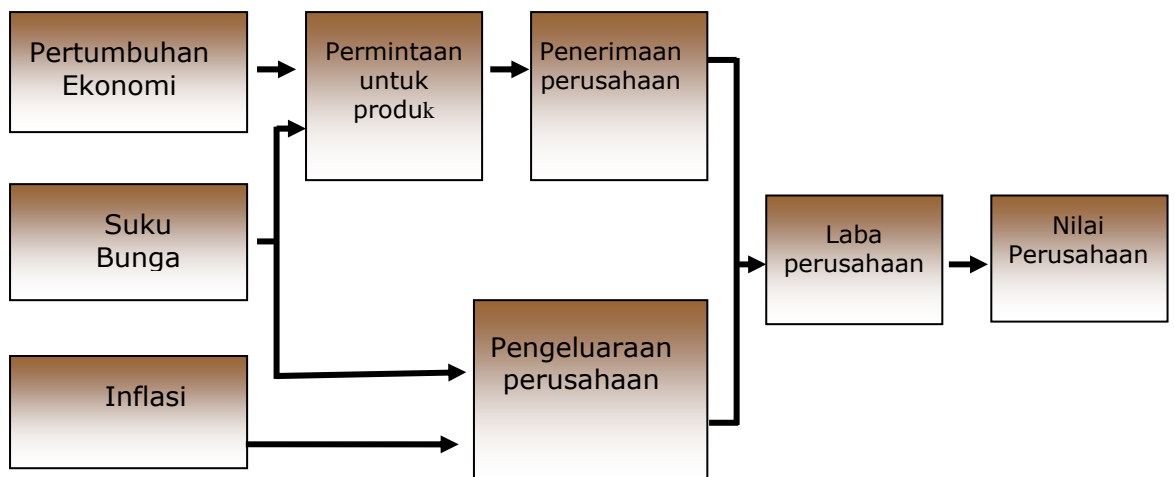 Pertumbuhan
Ekonomi
Permintaan
untuk
produk
Penerimaan
perusahaan
Suku
Bunga
Laba
perusahaan
Nilai
Perusahaan
Inflasi
Pengeluaraan
perusahaan